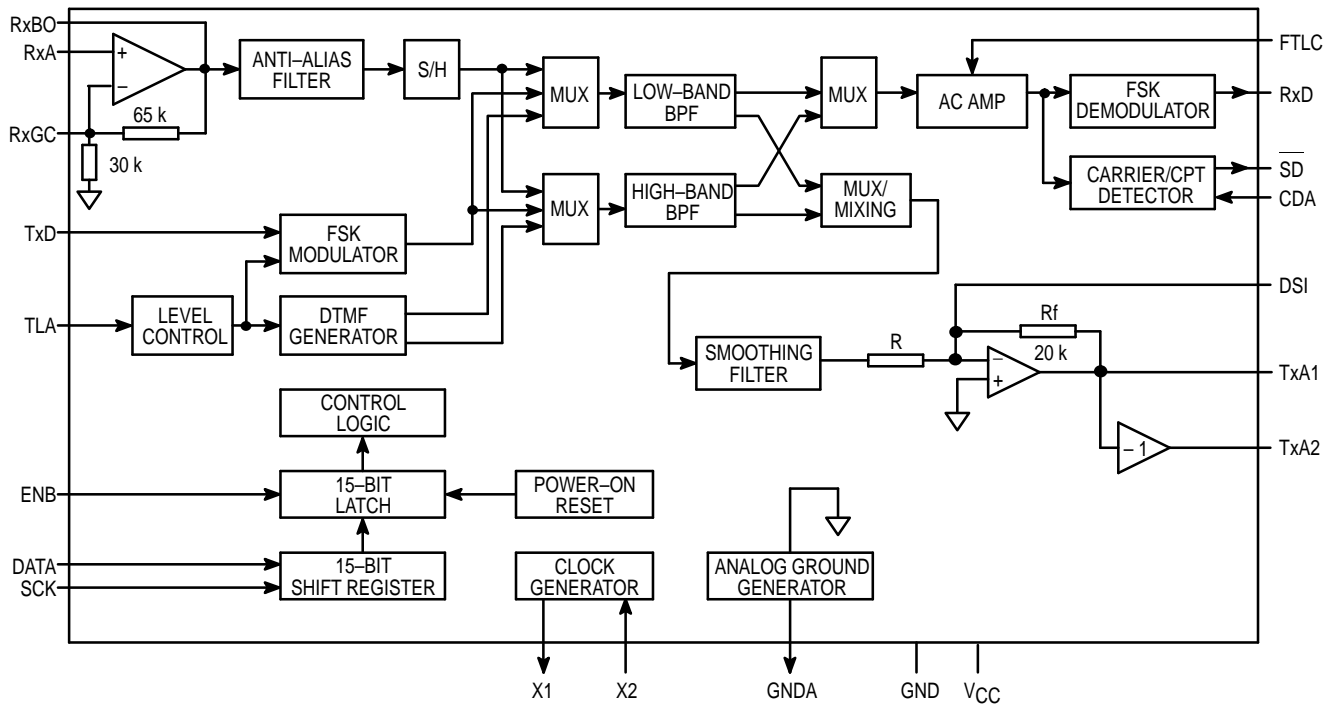 RxBO
RxA
RxGC
+
–
65 k
30 k
ANTI–ALIAS
FILTER
S/H
MUX
LOW–BAND
BPF
MUX
AC AMP
FTLC
FSK
DEMODULATOR
RxD
CARRIER/CPT
DETECTOR
SD
CDA
MUX
HIGH–BAND
BPF
MUX/
MIXING
TxD
FSK
MODULATOR
TLA
LEVEL
CONTROL
DTMF
GENERATOR
DSI
SMOOTHING
FILTER
R
Rf
20 k
–
+
TxA1
– 1
TxA2
CONTROL
LOGIC
ENB
15–BIT
LATCH
POWER–ON
RESET
DATA
SCK
15–BIT
SHIFT REGISTER
CLOCK
GENERATOR
ANALOG GROUND
GENERATOR
X1
X2
GNDA
GND
VCC